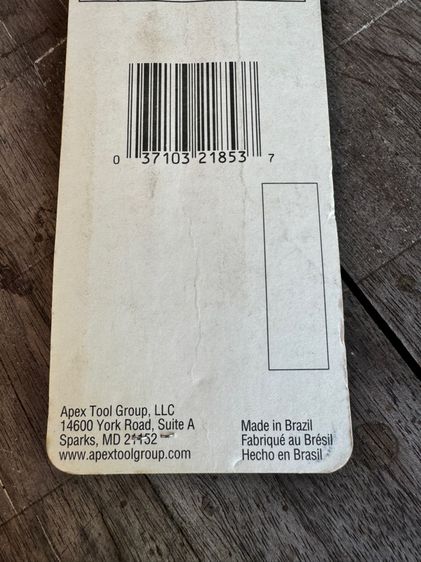 0 37103 21853 7
Apex Tool Group, LLC
14600 York Road, Suite A
Sparks, MD 21152
www.apextoolgroup.com
Made in Brazil
Fabriqué au Brésil
Hecho en Brasil